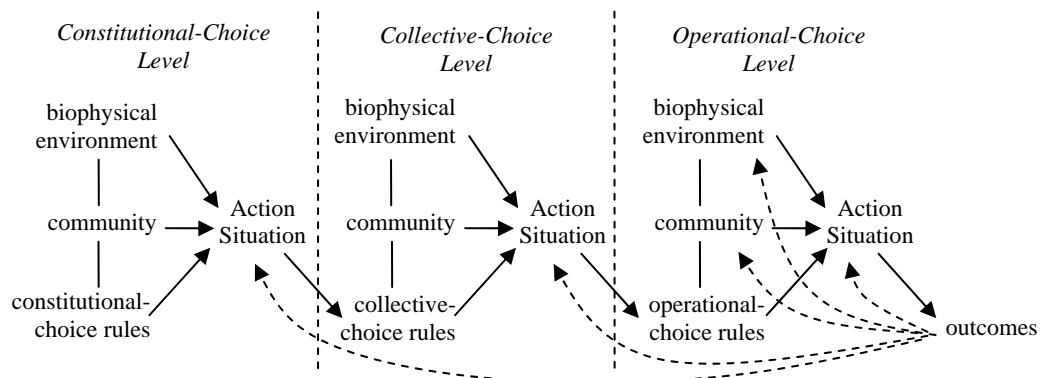 Constitutional-Choice
Level
Collective-Choice
Level
Operational-Choice
Level
biophysical
environment
community
constitutional-
choice rules
Action
Situation
biophysical
environment
community
collective-
choice rules
Action
Situation
biophysical
environment
community
operational-
choice rules
Action
Situation
outcomes